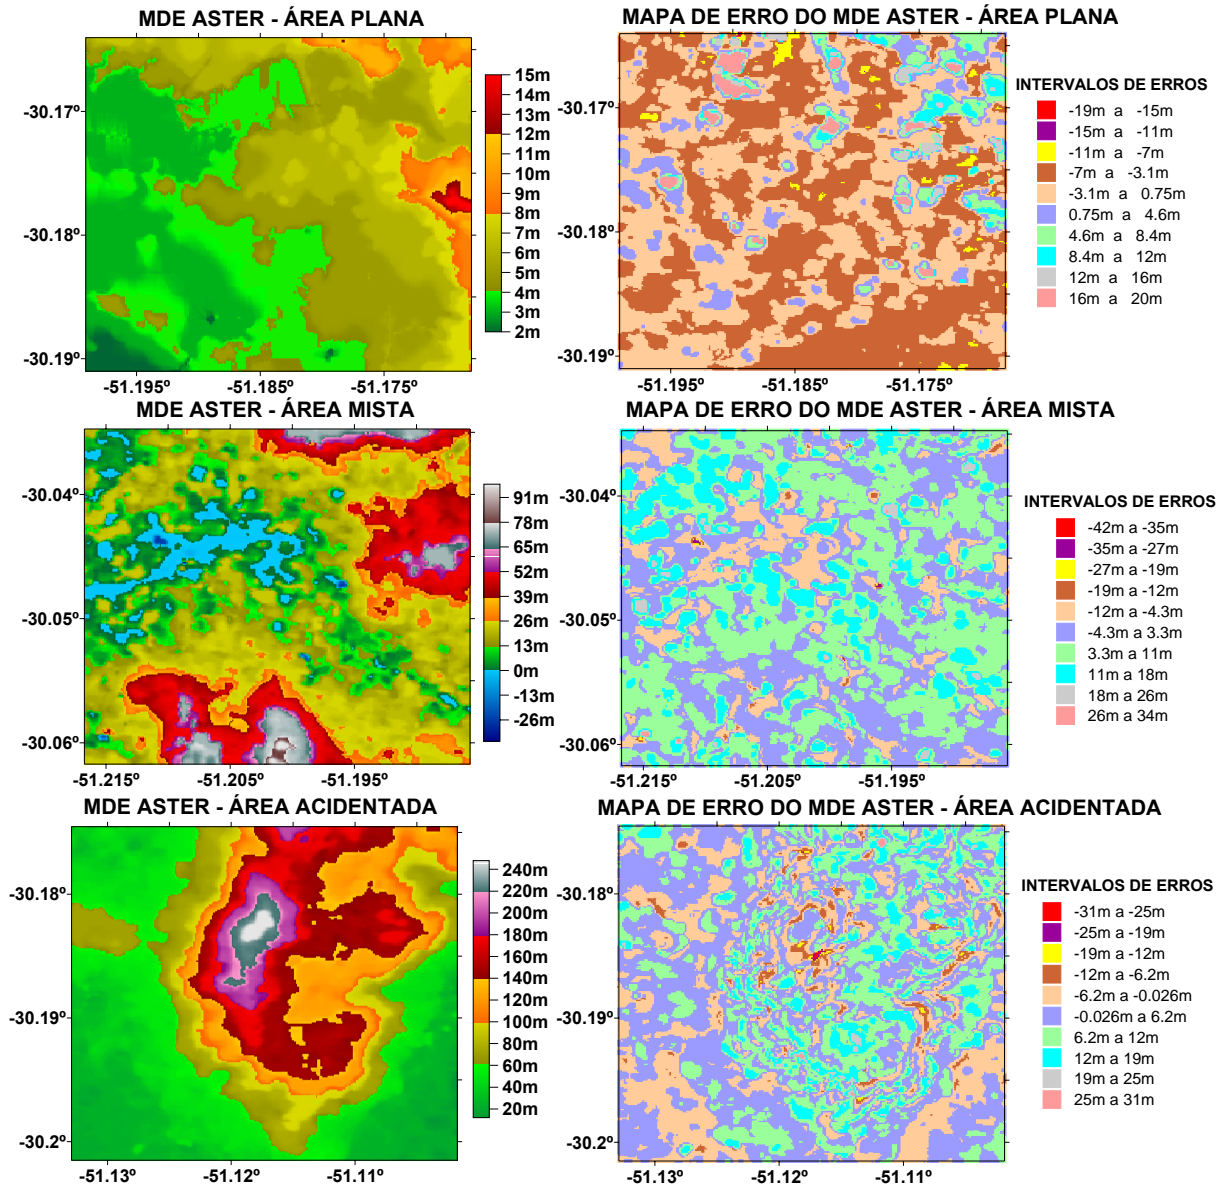 MDE ASTER - ÁREA PLANA
-30.17º
-30.18º
-30.19º
-51.195º -51.185º -51.175º
15m
14m
13m
12m
10m
9m
8m
7m
6m
5m
4m
3m
2m
MAPA DE ERRO DO MDE ASTER - ÁREA PLANA
-30.17º
-30.18º
-30.19º
-51.195º -51.185º -51.175º
INTERVALOS DE ERROS
-19m a -15m
-15m a -11m
-11m a -7m
-7m a -3.1m
-3.1m a 0.75m
0.75m a 4.6m
4.6m a 8.4m
8.4m a 12m
12m a 16m
16m a 20m
MDE ASTER - ÁREA MISTA
-30.04º
-30.05º
-30.06º
-51.215º -51.205º -51.195º
91m
78m
65m
52m
39m
26m
13m
0m
-13m
-26m
MAPA DE ERRO DO MDE ASTER - ÁREA MISTA
-30.04º
-30.05º
-30.06º
-51.215º -51.205º -51.195º
INTERVALOS DE ERROS
-42m a -35m
-35m a -27m
-27m a -19m
-19m a -12m
-12m a -4.3m
-4.3m a 3.3m
3.3m a 11m
11m a 18m
18m a 26m
26m a 34m
MDE ASTER - ÁREA ACIDENTADA
-30.18º
-30.19º
-30.2º
-51.13º -51.12º -51.11º
240m
220m
200m
180m
160m
140m
120m
100m
80m
60m
40m
20m
MAPA DE ERRO DO MDE ASTER - ÁREA ACIDENTADA
-30.18º
-30.19º
-30.2º
-51.13º -51.12º -51.11º
INTERVALOS DE ERROS
-31m a -25m
-25m a -19m
-19m a -12m
-12m a -6.2m
-6.2m a -0.026m
-0.026m a 6.2m
6.2m a 12m
12m a 19m
19m a 25m
25m a 31m